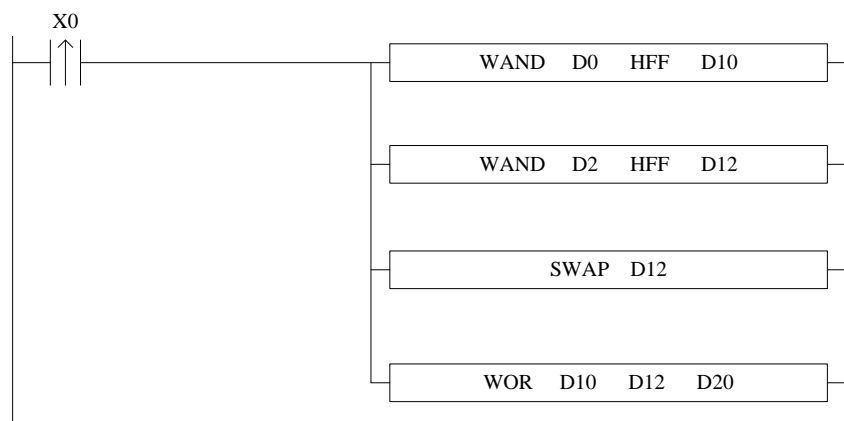 X0
WAND D0 HFF D10
WAND D2 HFF D12
SWAP D12
WOR D10 D12 D20